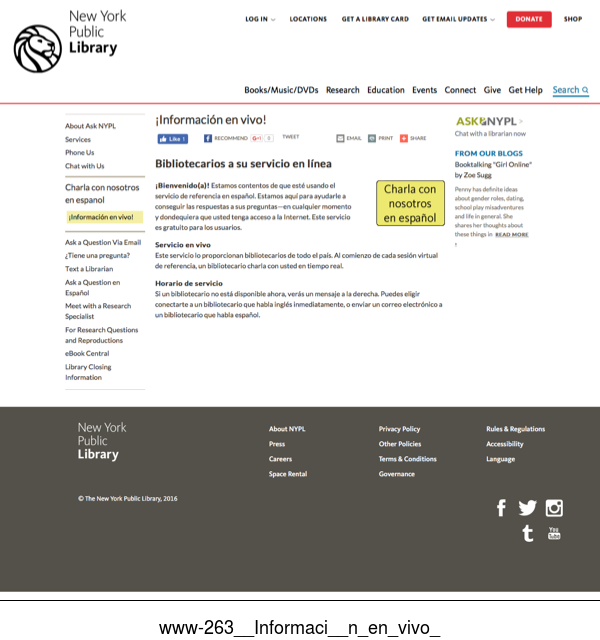 New York
Public
Library
LOG IN LOCATIONS GET A LIBRARY CARD GET EMAIL UPDATES DONATE SHOP
Books/Music/DVDs Research Education Events Connect Give Get Help Search
About Ask NYPL
Services
Phone Us
Chat with Us
Charla con nosotros
en espanol
¡Información en vivo!
Ask a Question Via Email
¿Tiene una pregunta?
Text a Librarian
Ask a Question en
Español
Meet with a Research
Specialist
For Research Questions
and Reproductions
eBook Central
Library Closing
Information
¡Información en vivo!
Like 1 RECOMMEND G+1 0 TWEET EMAIL PRINT SHARE
Bibliotecarios a su servicio en línea
¡Bienvenido(a)! Estamos contentos de que esté usando el
servicio de referencia en español. Estamos aquí para ayudarle a
conseguir las respuestas a sus preguntas—en cualquier momento
y dondequiera que usted tenga acceso a la Internet. Este servicio
es gratuito para los usuarios.
Charla con
nosotros
en español
Servicio en vivo
Este servicio lo proporcionan bibliotecarios de todo el país. Al comienzo de cada sesión virtual
de referencia, un bibliotecario charla con usted en tiempo real.
Horario de servicio
Si un bibliotecario no está disponible ahora, verás un mensaje a la derecha. Puedes eligir
conectarte a un bibliotecario que habla inglés inmediatamente, o enviar un correo electrónico a
un bibliotecario que habla español.
ASK NYPL >
Chat with a librarian now
FROM OUR BLOGS
Booktalking "Girl Online"
by Zoe Sugg
Penny has definite ideas
about gender roles, dating,
school play misadventures
and life in general. She
shares her thoughts about
these things in READ MORE
›
New York
Public
Library
About NYPL
Press
Careers
Space Rental
Privacy Policy
Other Policies
Terms & Conditions
Governance
Rules & Regulations
Accessibility
Language
© The New York Public Library, 2016
You
Tube
www-263__Informaci__n_en_vivo_